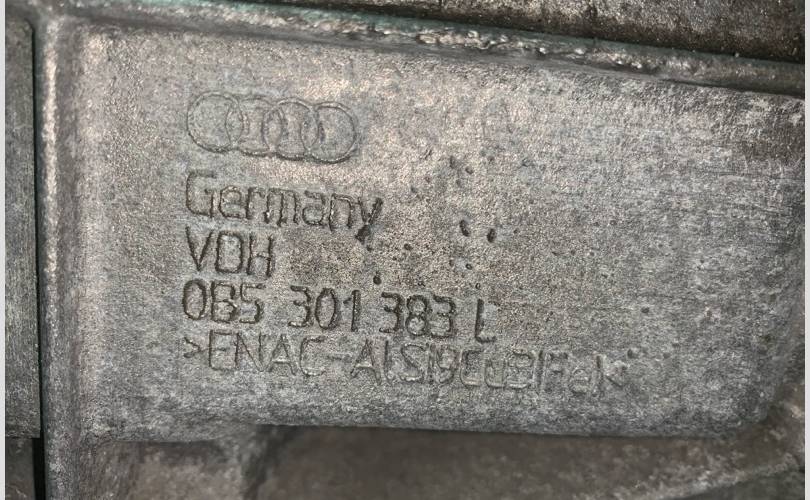 Germany
VDH
0B5 301 383 L
>ENAC-AlSi9Cu3(Fe)<